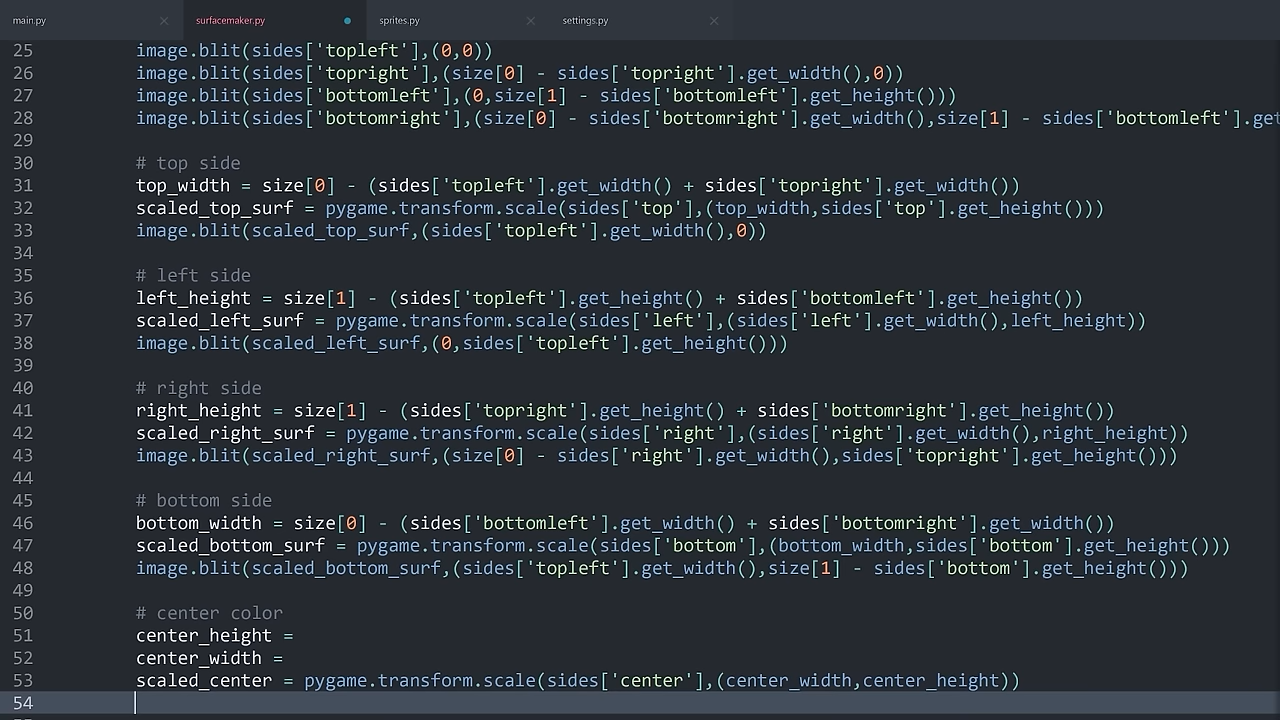 main.py
surfacemaker.py
sprites.py
settings.py
25 image.blit(sides['topleft'],(0,0))
26 image.blit(sides['topright'],(size[0] - sides['topright'].get_width(),0))
27 image.blit(sides['bottomleft'],(0,size[1] - sides['bottomleft'].get_height()))
28 image.blit(sides['bottomright'],(size[0] - sides['bottomright'].get_width(),size[1] - sides['bottomleft'].get
29
30 # top side
31 top_width = size[0] - (sides['topleft'].get_width() + sides['topright'].get_width())
32 scaled_top_surf = pygame.transform.scale(sides['top'],(top_width,sides['top'].get_height()))
33 image.blit(scaled_top_surf,(sides['topleft'].get_width(),0))
34
35 # left side
36 left_height = size[1] - (sides['topleft'].get_height() + sides['bottomleft'].get_height())
37 scaled_left_surf = pygame.transform.scale(sides['left'],(sides['left'].get_width(),left_height))
38 image.blit(scaled_left_surf,(0,sides['topleft'].get_height()))
39
40 # right side
41 right_height = size[1] - (sides['topright'].get_height() + sides['bottomright'].get_height())
42 scaled_right_surf = pygame.transform.scale(sides['right'],(sides['right'].get_width(),right_height))
43 image.blit(scaled_right_surf,(size[0] - sides['right'].get_width(),sides['topright'].get_height()))
44
45 # bottom side
46 bottom_width = size[0] - (sides['bottomleft'].get_width() + sides['bottomright'].get_width())
47 scaled_bottom_surf = pygame.transform.scale(sides['bottom'],(bottom_width,sides['bottom'].get_height()))
48 image.blit(scaled_bottom_surf,(sides['topleft'].get_width(),size[1] - sides['bottom'].get_height()))
49
50 # center color
51 center_height =
52 center_width =
53 scaled_center = pygame.transform.scale(sides['center'],(center_width,center_height))
54